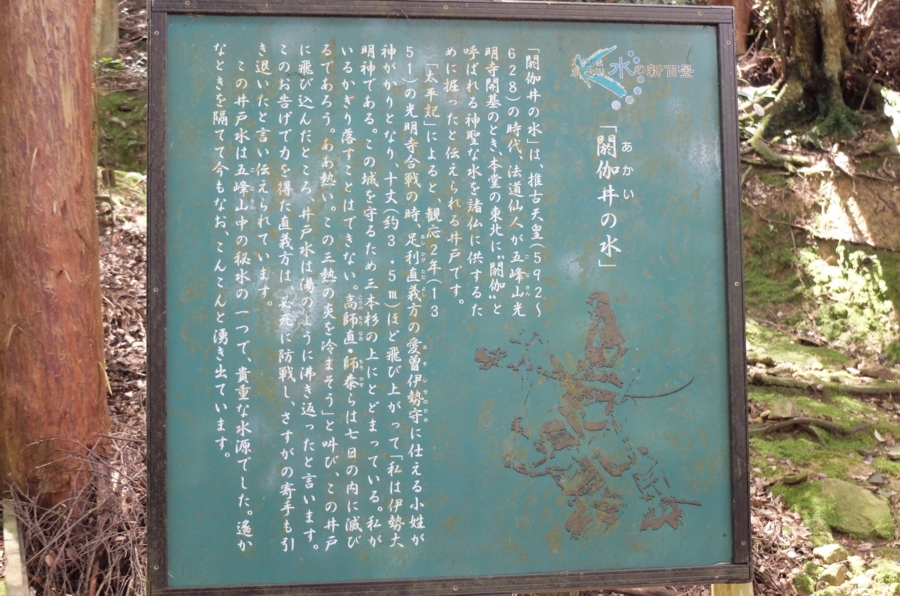 水の新百景
「閼伽井の水」
あかい
「閼伽井の水」は、推古天皇(592~
628)の時代、法道仙人が五峰山光
明寺開基のとき、本堂の東北に“閼伽”と
呼ばれる神聖な水を諸仏に供するた
めに掘ったと伝えられる井戸です。
「太平記」によると、観応2年(13
51)の光明寺合戦の時、足利直義方の愛曽伊勢守に仕える小姓が
神がかりとなり、十丈(約35mほど飛び上がって「私は伊勢大
明神である。この城を守るため三本杉の上にとどまっている。私が
いるかぎり落すことはできない。高師直・師泰らは七日の内に滅び
るであろう。ああ熱い。この三熱の炎を冷まそう」と叫び、この井戸
に飛び込んだところ、井戸水は湯のように沸き返ったと言います。
このお告げで力を得た直義方は、必死に防戦し、さすがの寄手も引
き退いたと言い伝えられています。
この井戸水は五峰山中の秘水の一つで、貴重な水源でした。遙か
なときを隔てて今もなお、こんこんと湧き出ています。